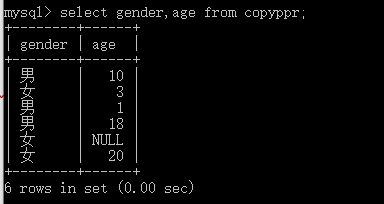 mysql> select gender,age from copyppr;
+--------+------+
| gender | age |
+--------+------+
| 男 | 10 |
| 女 | 3 |
| 男 | 1 |
| 男 | 18 |
| 女 | NULL |
| 女 | 20 |
+--------+------+
6 rows in set (0.00 sec)